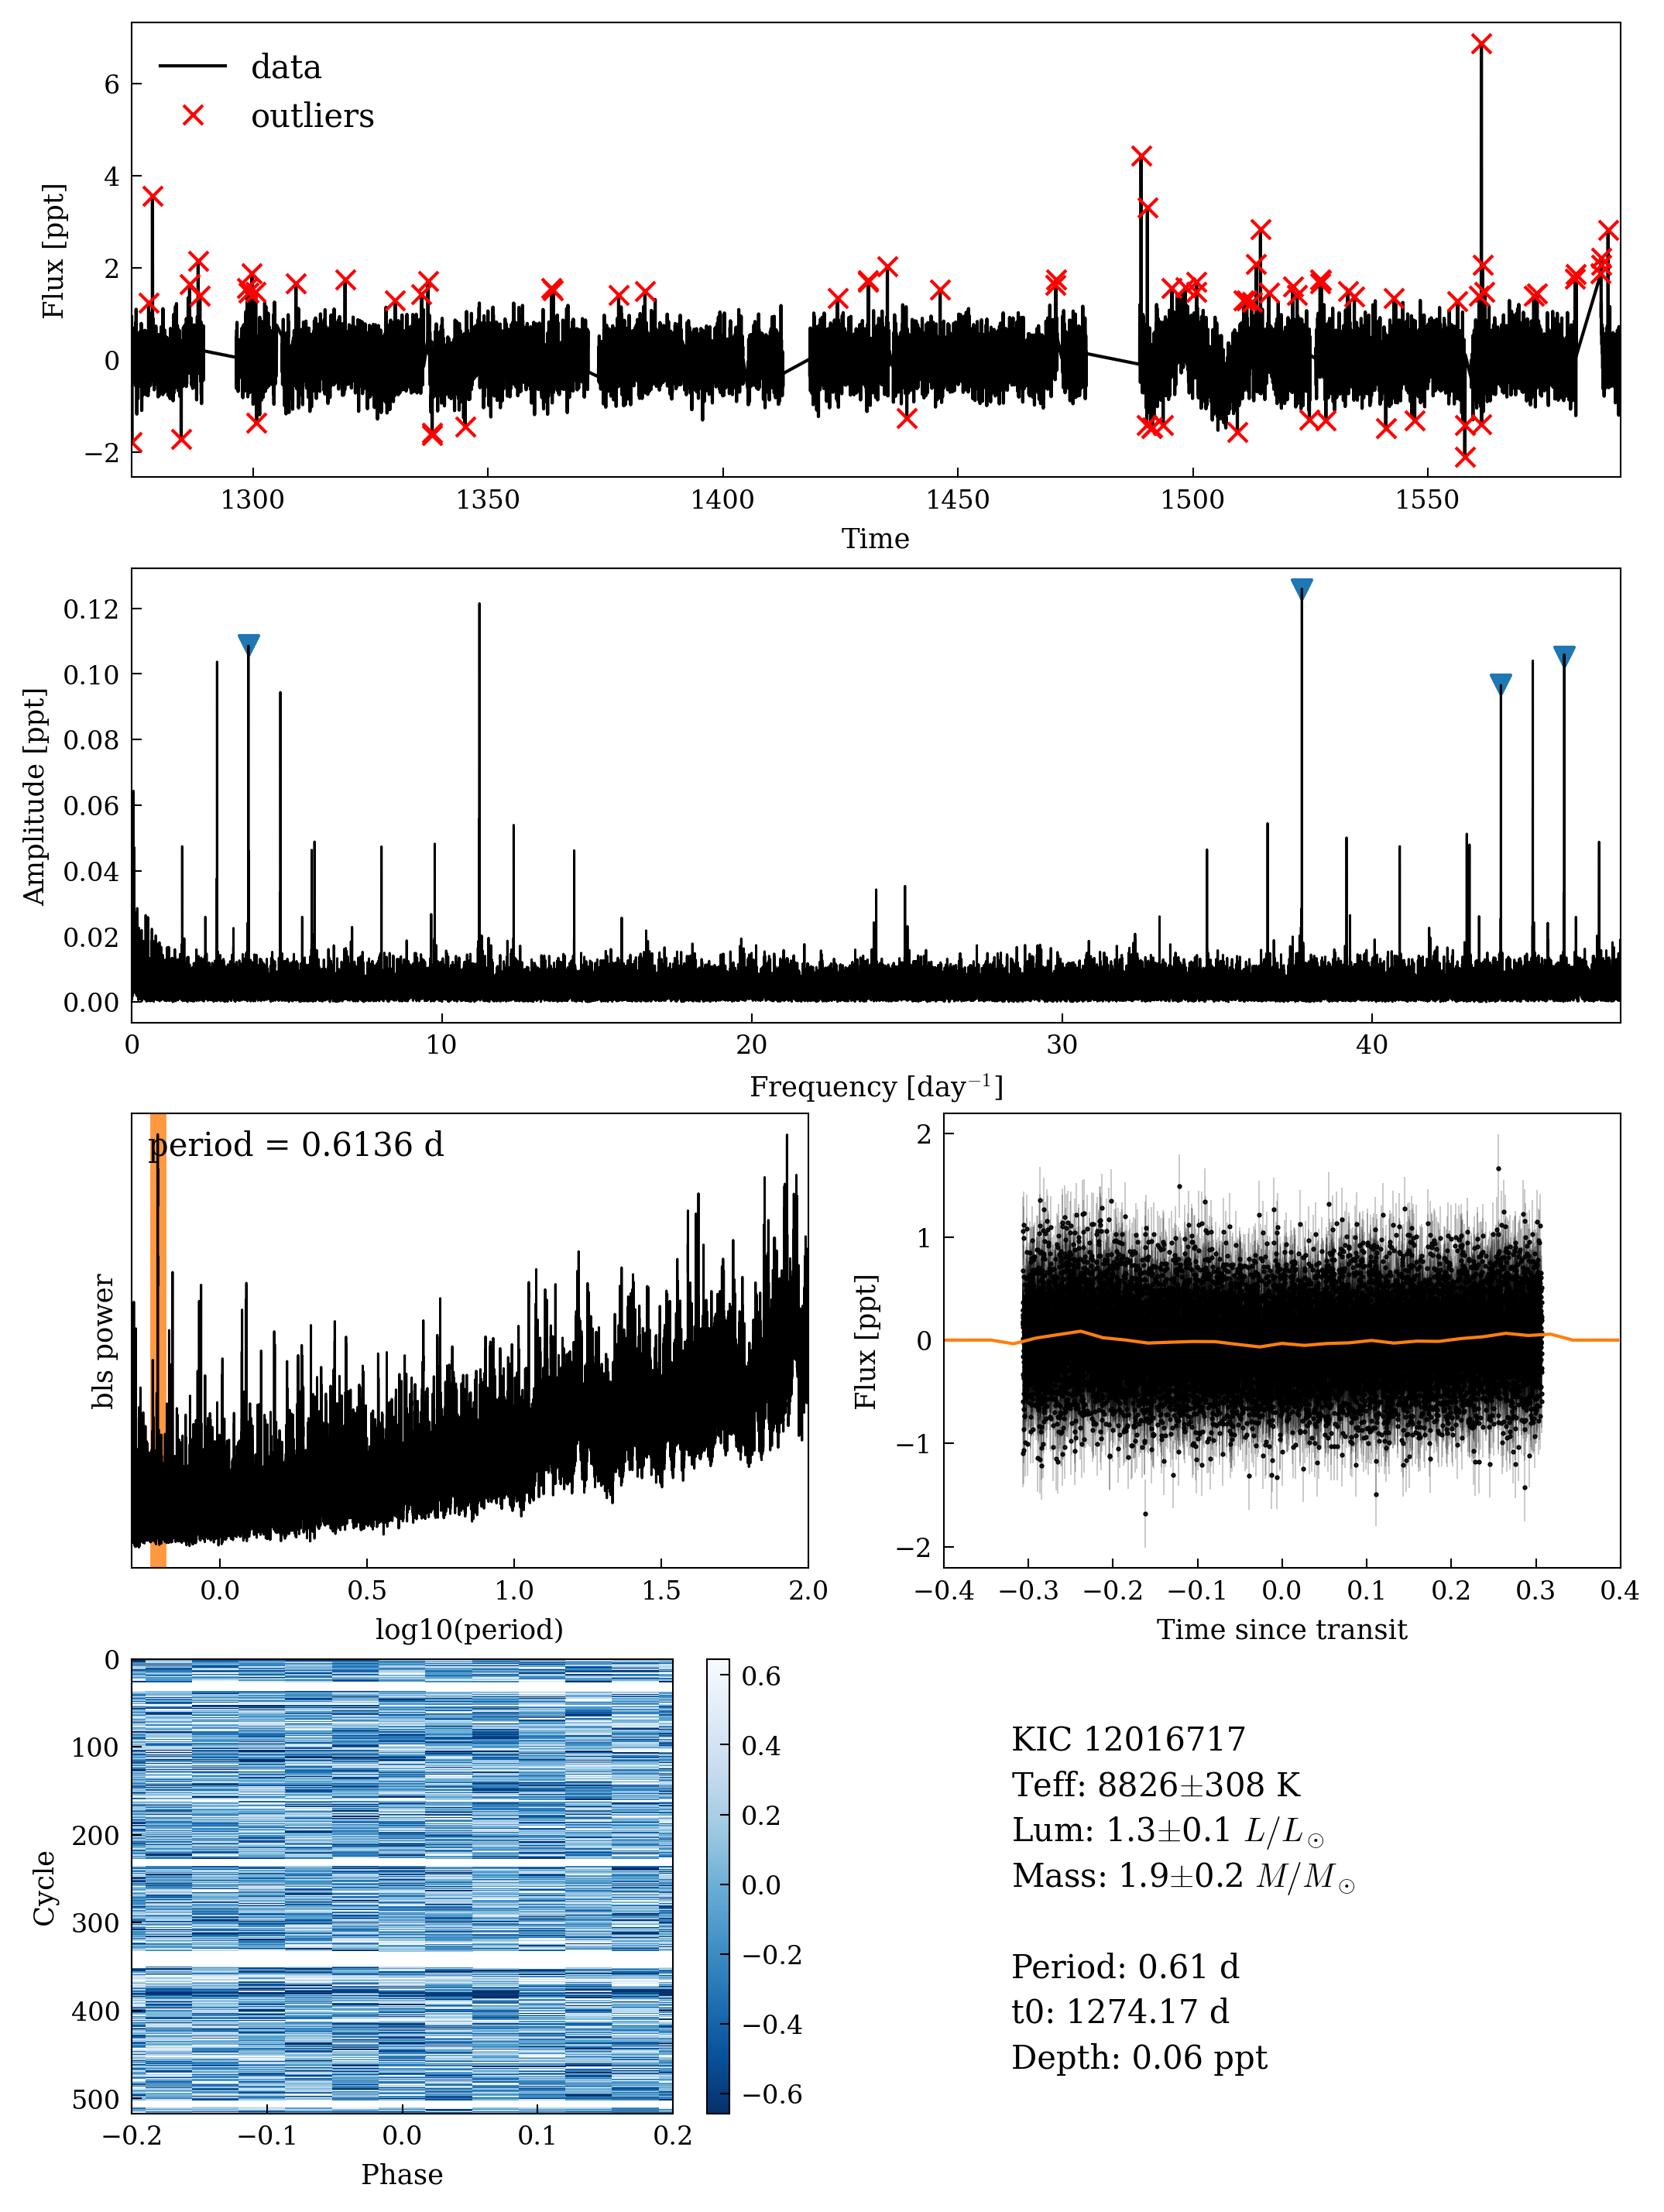 data
outliers
6
4
2
0
−2
Flux [ppt]
1300 1350 1400 1450 1500 1550
Time
0.12
0.10
0.08
0.06
0.04
0.02
0.00
Amplitude [ppt]
0 10 20 30 40
Frequency [day⁻¹]
period = 0.6136 d
bls power
0.0 0.5 1.0 1.5 2.0
log10(period)
2
1
0
−1
−2
Flux [ppt]
−0.4 −0.3 −0.2 −0.1 0.0 0.1 0.2 0.3 0.4
Time since transit
0
100
200
300
400
500
Cycle
−0.2 −0.1 0.0 0.1 0.2
Phase
0.6
0.4
0.2
0.0
−0.2
−0.4
−0.6
KIC 12016717
Teff: 8826±308 K
Lum: 1.3±0.1 L/L☉
Mass: 1.9±0.2 M/M☉
Period: 0.61 d
t0: 1274.17 d
Depth: 0.06 ppt